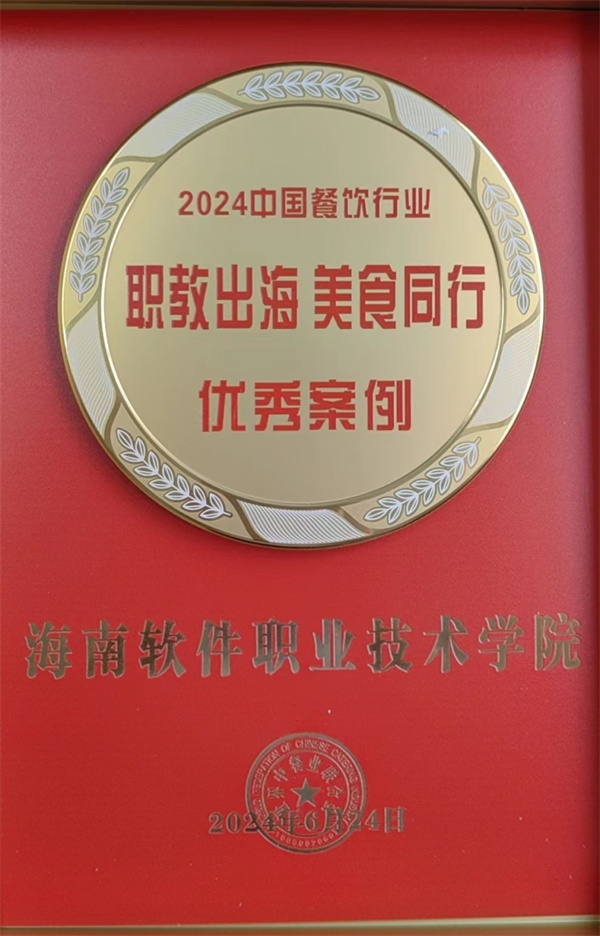 2024中国餐饮行业
职教出海 美食同行
优秀案例
海南软件职业技术学院
2024年6月24日